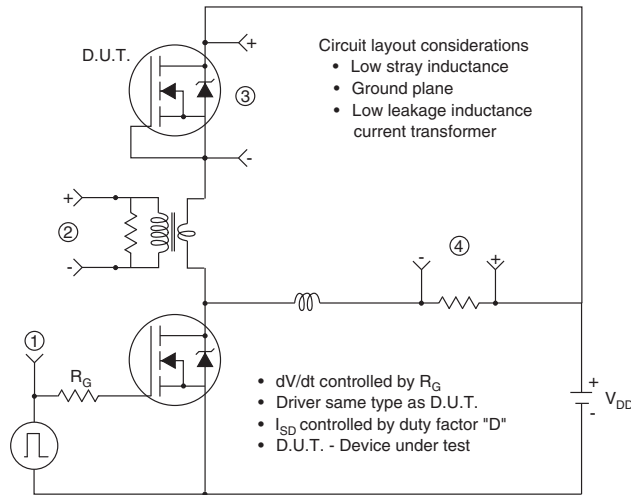 D.U.T.
+
③
-
Circuit layout considerations
• Low stray inductance
• Ground plane
• Low leakage inductance
current transformer
+
②
-
- ④ +
①
R_G
• dV/dt controlled by R_G
• Driver same type as D.U.T.
• I_SD controlled by duty factor "D"
• D.U.T. - Device under test
+
V_DD
-